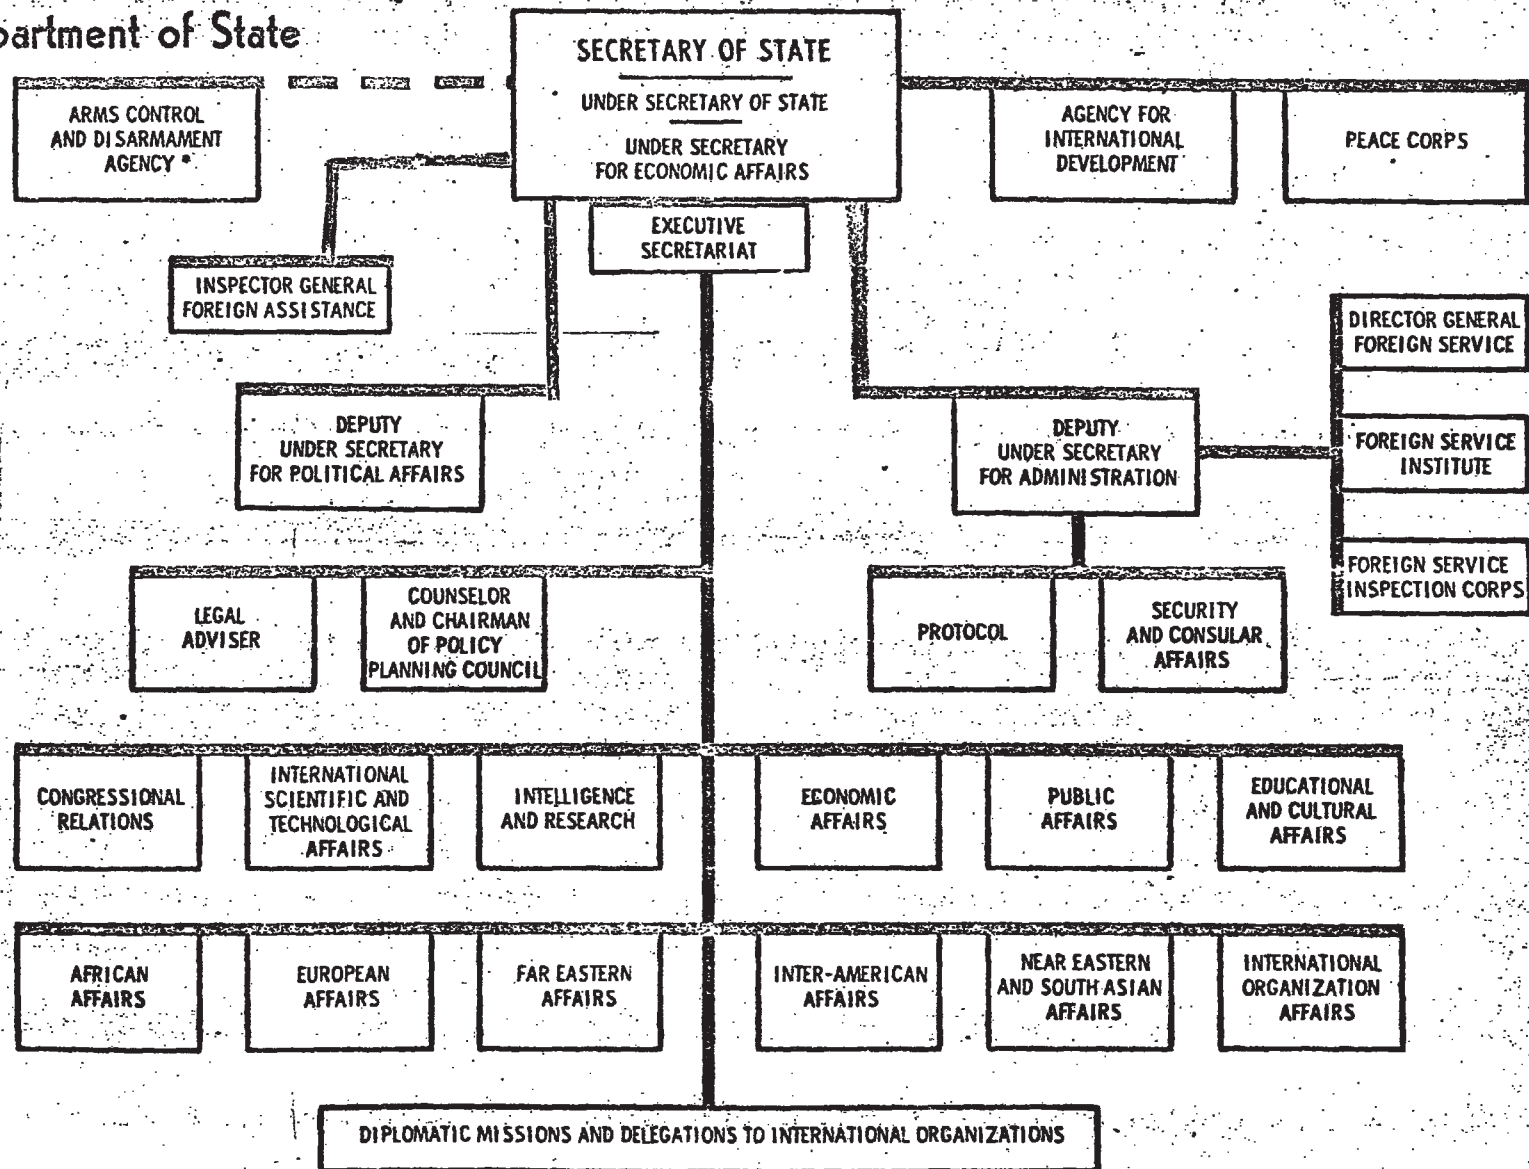 partment of State
SECRETARY OF STATE
UNDER SECRETARY OF STATE
UNDER SECRETARY
FOR ECONOMIC AFFAIRS
ARMS CONTROL
AND DISARMAMENT
AGENCY *
AGENCY FOR
INTERNATIONAL
DEVELOPMENT
PEACE CORPS
EXECUTIVE
SECRETARIAT
INSPECTOR GENERAL
FOREIGN ASSISTANCE
DIRECTOR GENERAL
FOREIGN SERVICE
DEPUTY
UNDER SECRETARY
FOR POLITICAL AFFAIRS
DEPUTY
UNDER SECRETARY
FOR ADMINISTRATION
FOREIGN SERVICE
INSTITUTE
FOREIGN SERVICE
INSPECTION CORPS
LEGAL
ADVISER
COUNSELOR
AND CHAIRMAN
OF POLICY
PLANNING COUNCIL
PROTOCOL
SECURITY
AND CONSULAR
AFFAIRS
CONGRESSIONAL
RELATIONS
INTERNATIONAL
SCIENTIFIC AND
TECHNOLOGICAL
AFFAIRS
INTELLIGENCE
AND RESEARCH
ECONOMIC
AFFAIRS
PUBLIC
AFFAIRS
EDUCATIONAL
AND CULTURAL
AFFAIRS
AFRICAN
AFFAIRS
EUROPEAN
AFFAIRS
FAR EASTERN
AFFAIRS
INTER-AMERICAN
AFFAIRS
NEAR EASTERN
AND SOUTH ASIAN
AFFAIRS
INTERNATIONAL
ORGANIZATION
AFFAIRS
DIPLOMATIC MISSIONS AND DELEGATIONS TO INTERNATIONAL ORGANIZATIONS